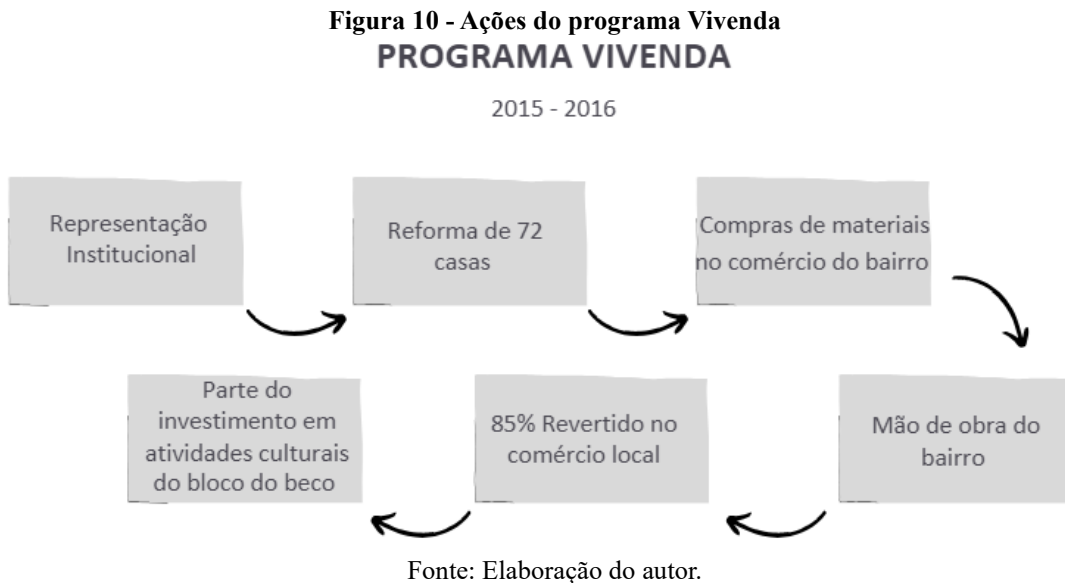 Figura 10 - Ações do programa Vivenda
PROGRAMA VIVENDA
2015 - 2016
Representação
Institucional
Reforma de 72
casas
Compras de materiais
no comércio do bairro
Mão de obra do
bairro
85% Revertido no
comércio local
Parte do
investimento em
atividades culturais
do bloco do beco
Fonte: Elaboração do autor.